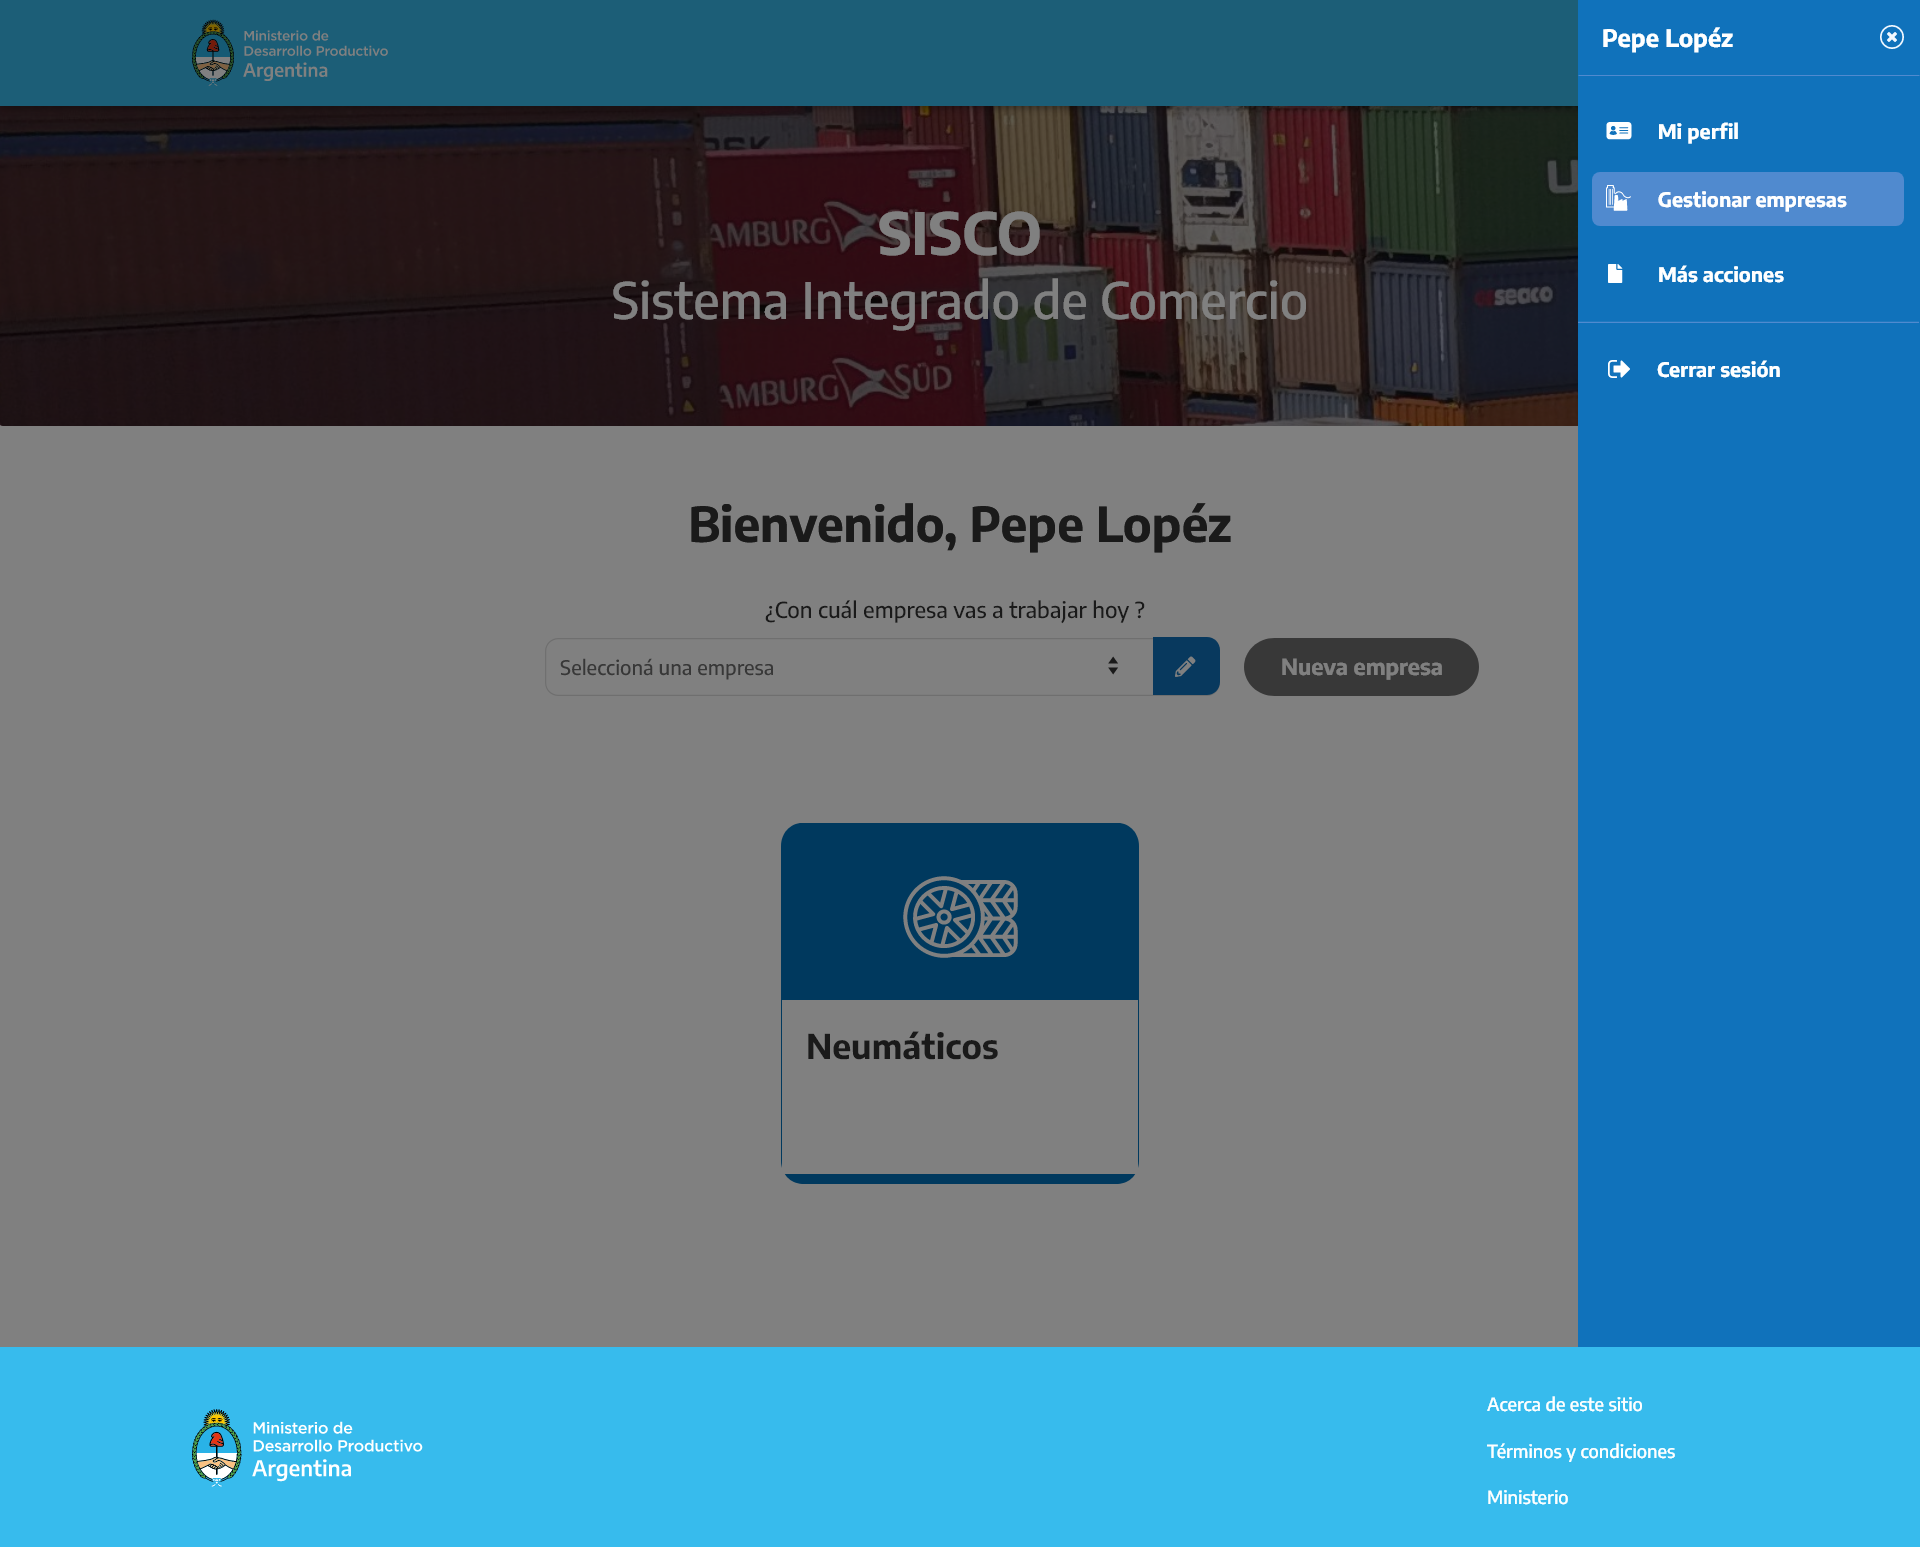 Ministerio de
Desarrollo Productivo
Argentina
Pepe Lopéz
Mi perfil
Gestionar empresas
Más acciones
Cerrar sesión
AMBURG SÜD
seaco
SISCO
Sistema Integrado de Comercio
AMBURG SÜD
Bienvenido, Pepe Lopéz
¿Con cuál empresa vas a trabajar hoy ?
Seleccioná una empresa
Nueva empresa
Neumáticos
Ministerio de
Desarrollo Productivo
Argentina
Acerca de este sitio
Términos y condiciones
Ministerio